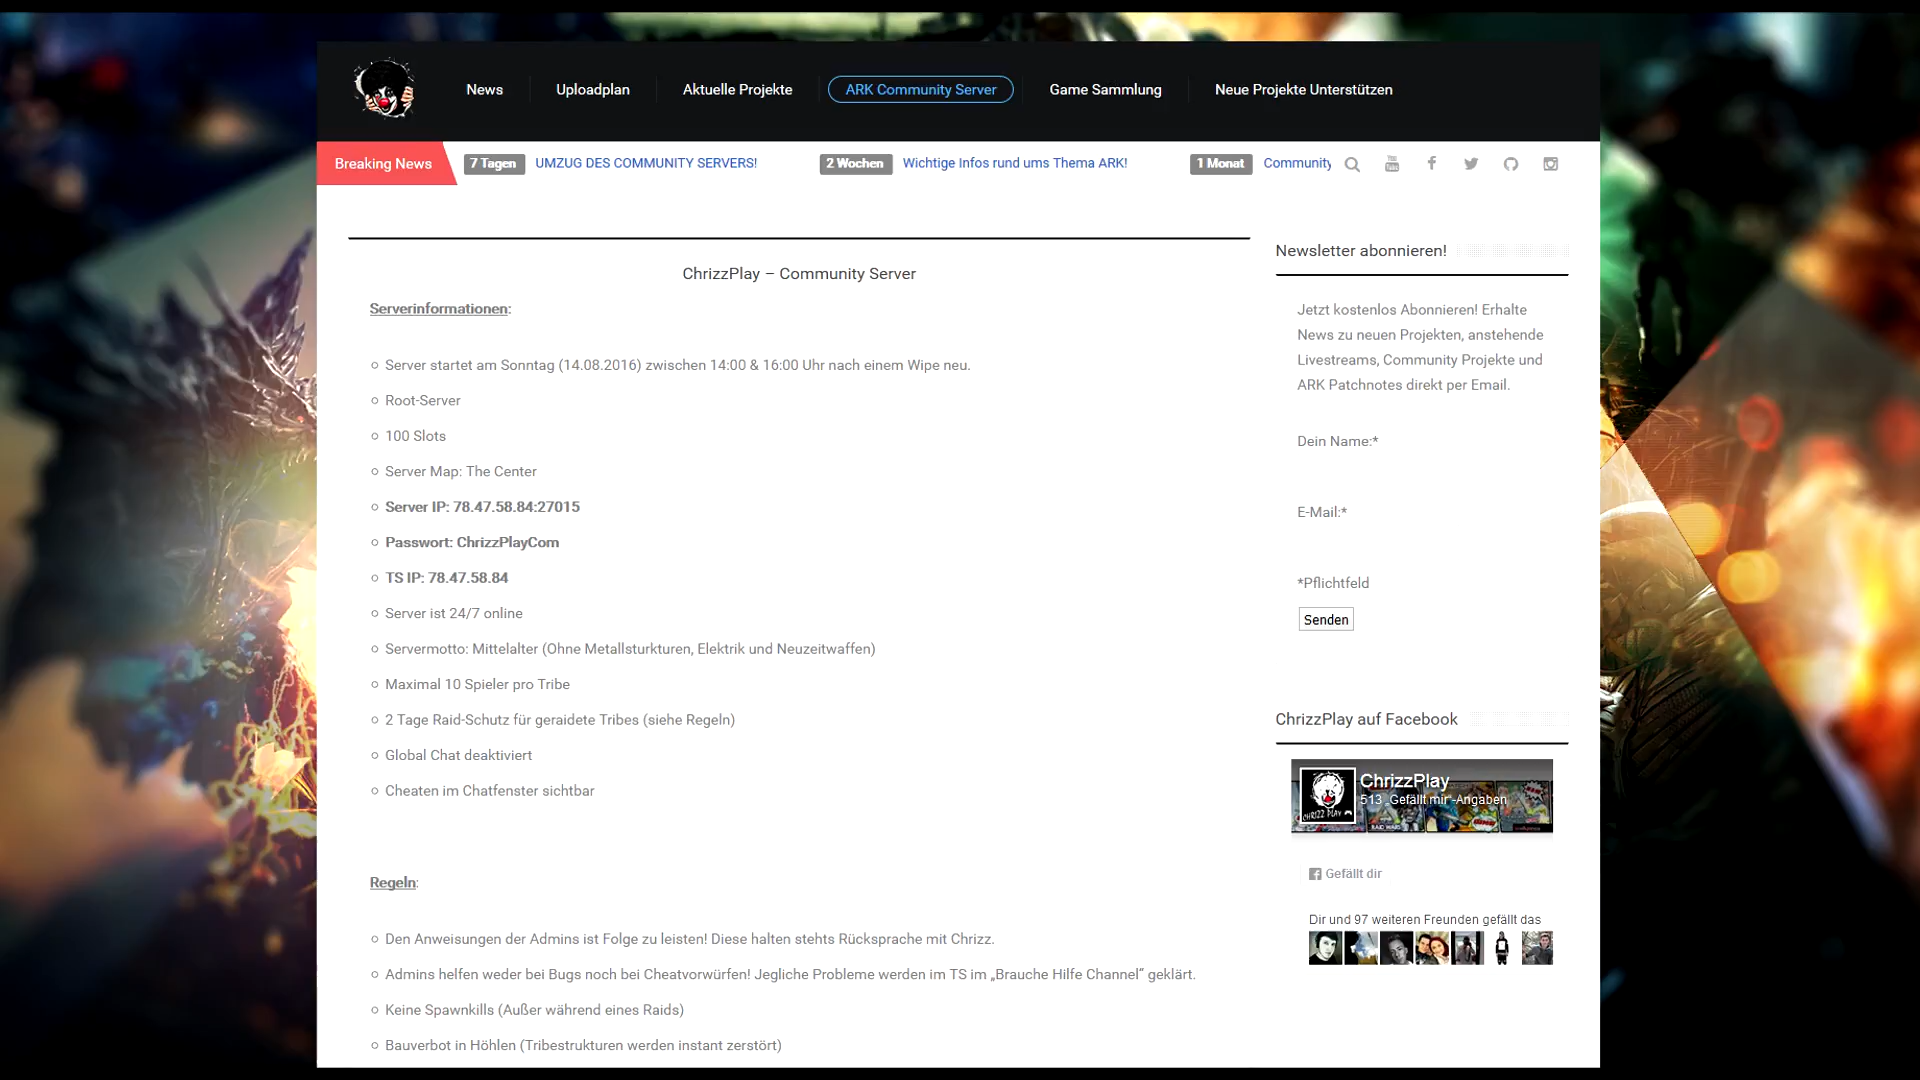 News
Uploadplan
Aktuelle Projekte
ARK Community Server
Game Sammlung
Neue Projekte Unterstützen
Breaking News
7 Tagen UMZUG DES COMMUNITY SERVERS!
2 Wochen Wichtige Infos rund ums Thema ARK!
1 Monat Community
You Tube
ChrizzPlay – Community Server
Serverinformationen:
Server startet am Sonntag (14.08.2016) zwischen 14:00 & 16:00 Uhr nach einem Wipe neu.
Root-Server
100 Slots
Server Map: The Center
Server IP: 78.47.58.84:27015
Passwort: ChrizzPlayCom
TS IP: 78.47.58.84
Server ist 24/7 online
Servermotto: Mittelalter (Ohne Metallsturkturen, Elektrik und Neuzeitwaffen)
Maximal 10 Spieler pro Tribe
2 Tage Raid-Schutz für geraidete Tribes (siehe Regeln)
Global Chat deaktiviert
Cheaten im Chatfenster sichtbar
Regeln:
Den Anweisungen der Admins ist Folge zu leisten! Diese halten stehts Rücksprache mit Chrizz.
Admins helfen weder bei Bugs noch bei Cheatvorwürfen! Jegliche Probleme werden im TS im „Brauche Hilfe Channel“ geklärt.
Keine Spawnkills (Außer während eines Raids)
Bauverbot in Höhlen (Tribestrukturen werden instant zerstört)
Newsletter abonnieren!
Jetzt kostenlos Abonnieren! Erhalte
News zu neuen Projekten, anstehende
Livestreams, Community Projekte und
ARK Patchnotes direkt per Email.
Dein Name:*
E-Mail:*
*Pflichtfeld
Senden
ChrizzPlay auf Facebook
ChrizzPlay
513 „Gefällt mir“-Angaben
CHRIZZ PLAY
Gefällt dir
Dir und 97 weiteren Freunden gefällt das